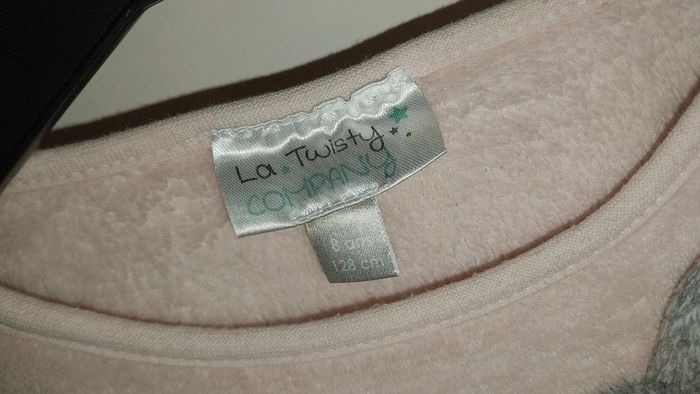 La Twisty
COMPANY
8 ans
128 cm